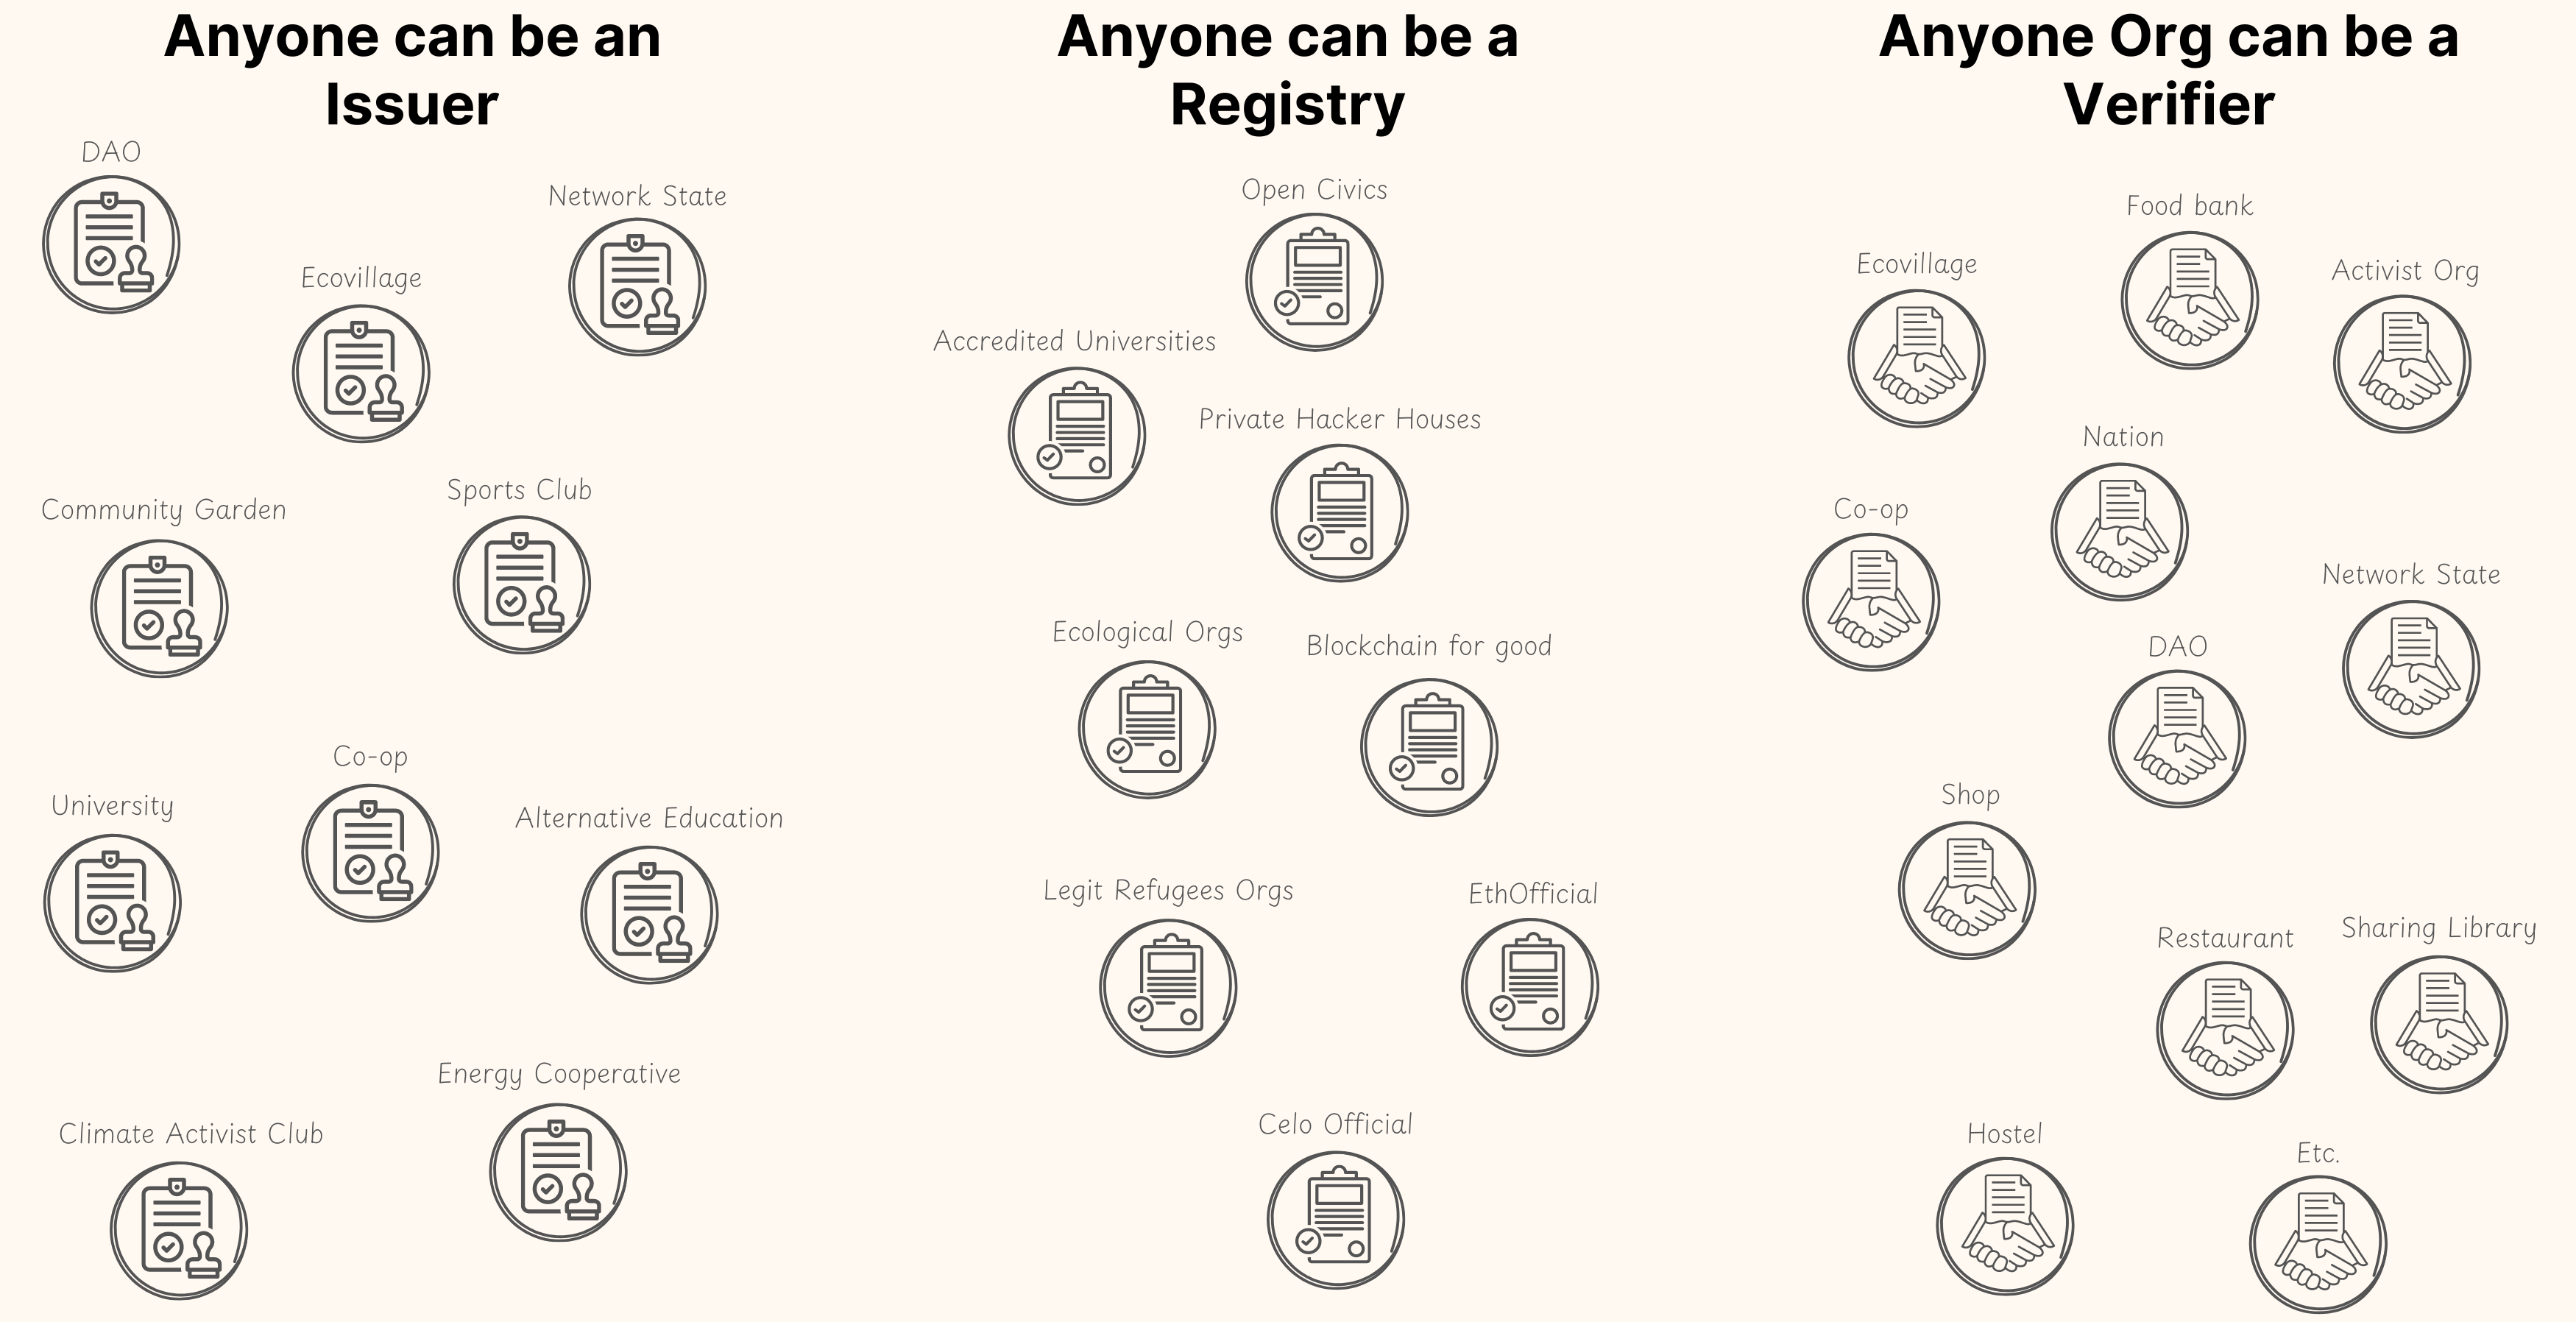 Anyone can be an
Issuer
DAO
Network State
Ecovillage
Sports Club
Community Garden
Co-op
University
Alternative Education
Energy Cooperative
Climate Activist Club
Anyone can be a
Registry
Open Civics
Accredited Universities
Private Hacker Houses
Ecological Orgs
Blockchain for good
Legit Refugees Orgs
EthOfficial
Celo Official
Anyone Org can be a
Verifier
Food bank
Ecovillage
Activist Org
Nation
Co-op
Network State
DAO
Shop
Sharing Library
Restaurant
Hostel
Etc.